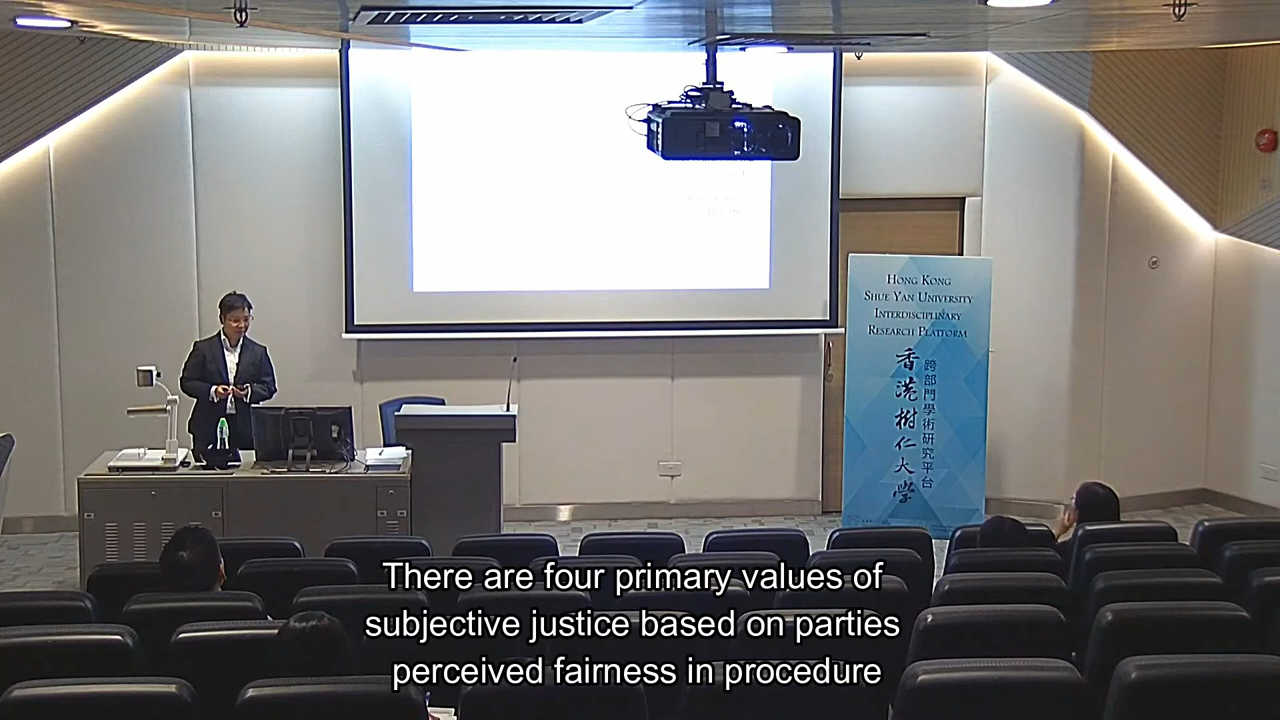 HONG KONG
SHUE YAN UNIVERSITY
INTERDISCIPLINARY
RESEARCH PLATFORM
香港樹仁大學
跨部門學術研究平台
There are four primary values of
subjective justice based on parties
perceived fairness in procedure